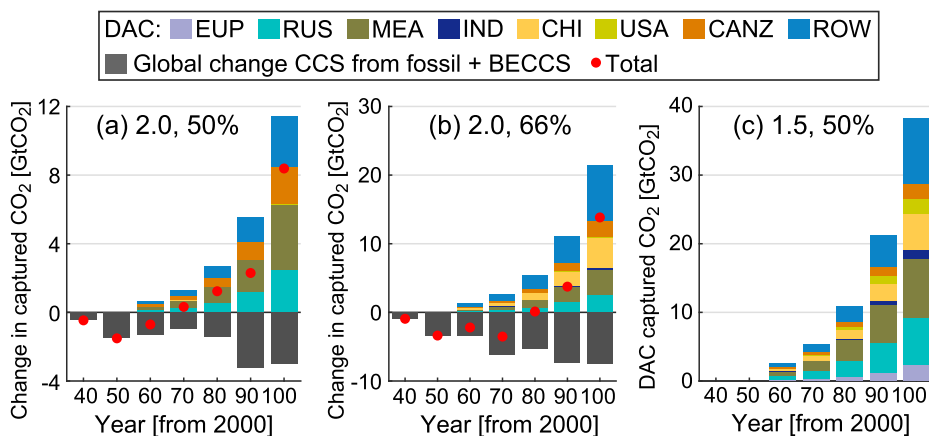 DAC: EUP RUS MEA IND CHI USA CANZ ROW
Global change CCS from fossil + BECCS Total
Change in captured CO₂ [GtCO₂]
12
8
4
0
-4
(a) 2.0, 50%
40 50 60 70 80 90 100
Year [from 2000]
Change in captured CO₂ [GtCO₂]
30
20
10
0
-10
(b) 2.0, 66%
40 50 60 70 80 90 100
Year [from 2000]
DAC captured CO₂ [GtCO₂]
40
30
20
10
0
(c) 1.5, 50%
40 50 60 70 80 90 100
Year [from 2000]